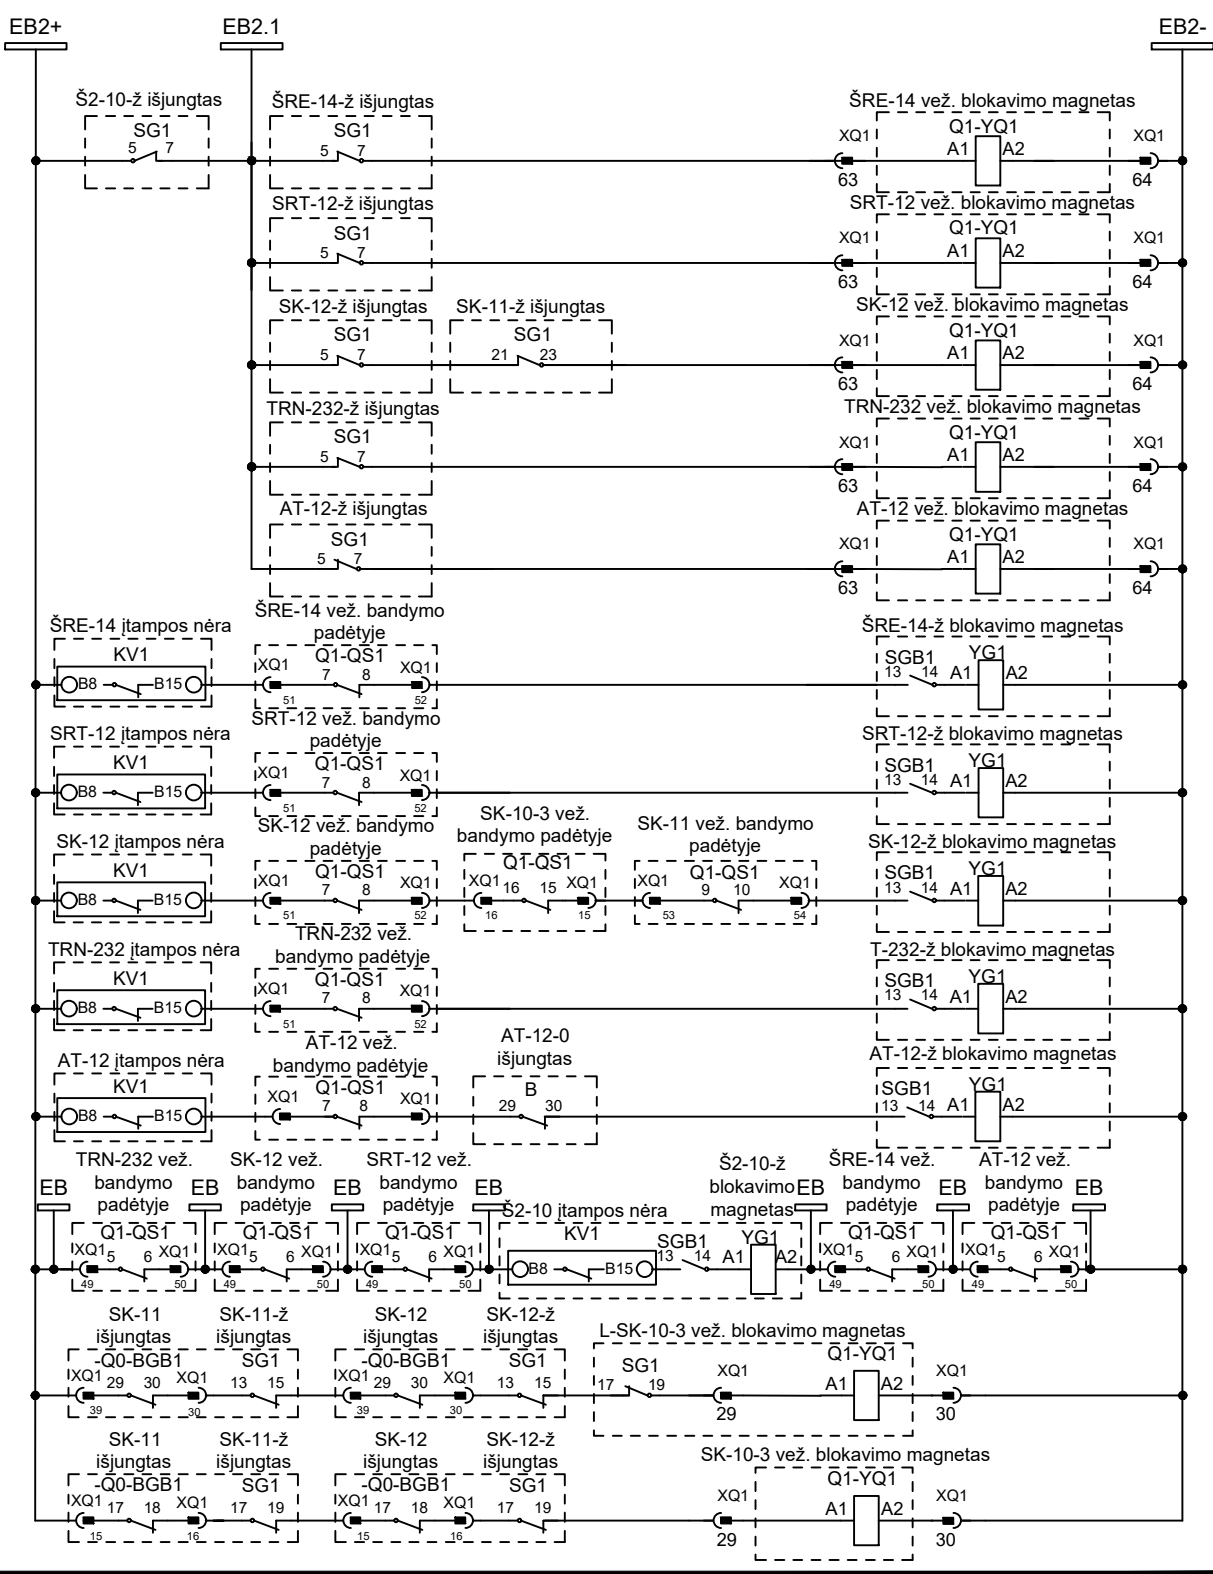 EB2+ EB2.1 EB2-
Š2-10-ž išjungtas ŠRE-14-ž išjungtas ŠRE-14 vež. blokavimo magnetas
SG1 SG1 XQ1 Q1-YQ1 XQ1
5 7 5 7 A1 A2
63 64
SRT-12-ž išjungtas SRT-12 vež. blokavimo magnetas
SG1 XQ1 Q1-YQ1 XQ1
5 7 A1 A2
63 64
SK-12-ž išjungtas SK-11-ž išjungtas SK-12 vež. blokavimo magnetas
SG1 SG1 XQ1 Q1-YQ1 XQ1
5 7 21 23 A1 A2
63 64
TRN-232-ž išjungtas TRN-232 vež. blokavimo magnetas
SG1 XQ1 Q1-YQ1 XQ1
5 7 A1 A2
63 64
AT-12-ž išjungtas AT-12 vež. blokavimo magnetas
SG1 XQ1 Q1-YQ1 XQ1
5 7 A1 A2
63 64
ŠRE-14 vež. bandymo
ŠRE-14 įtampos nėra padėtyje ŠRE-14-ž blokavimo magnetas
KV1 XQ1 Q1-QS1 XQ1 SGB1 YG1
B8 B15 7 8 13 14 A1 A2
51 52
SRT-12 vež. bandymo
SRT-12 įtampos nėra padėtyje SRT-12-ž blokavimo magnetas
KV1 XQ1 Q1-QS1 XQ1 SGB1 YG1
B8 B15 7 8 13 14 A1 A2
51 52
SK-12 vež. bandymo SK-10-3 vež. SK-11 vež. bandymo
SK-12 įtampos nėra padėtyje bandymo padėtyje padėtyje SK-12-ž blokavimo magnetas
KV1 XQ1 Q1-QS1 XQ1 XQ1 Q1-QS1 XQ1 XQ1 Q1-QS1 XQ1 SGB1 YG1
B8 B15 7 8 16 15 9 10 13 14 A1 A2
51 52 16 15 53 54
TRN-232 vež.
TRN-232 įtampos nėra bandymo padėtyje T-232-ž blokavimo magnetas
KV1 XQ1 Q1-QS1 XQ1 SGB1 YG1
B8 B15 7 8 13 14 A1 A2
51 52
AT-12 vež. AT-12-0
AT-12 įtampos nėra bandymo padėtyje išjungtas AT-12-ž blokavimo magnetas
KV1 XQ1 Q1-QS1 XQ1 B SGB1 YG1
B8 B15 7 8 29 30 13 14 A1 A2
TRN-232 vež. SK-12 vež. SRT-12 vež. Š2-10-ž ŠRE-14 vež. AT-12 vež.
EB bandymo EB bandymo EB bandymo EB blokavimo EB bandymo EB bandymo EB
padėtyje padėtyje padėtyje Š2-10 įtampos nėra magnetas padėtyje padėtyje
Q1-QS1 Q1-QS1 Q1-QS1 KV1 SGB1 YG1 Q1-QS1 Q1-QS1
XQ1 5 6 XQ1 XQ1 5 6 XQ1 XQ1 5 6 XQ1 B8 B15 13 14 A1 A2 XQ1 5 6 XQ1 XQ1 5 6 XQ1
49 50 49 50 49 50 49 50 49 50
SK-11 SK-11-ž SK-12 SK-12-ž
išjungtas išjungtas išjungtas išjungtas L-SK-10-3 vež. blokavimo magnetas
-Q0-BGB1 SG1 -Q0-BGB1 SG1 SG1 XQ1 Q1-YQ1 XQ1
XQ1 29 30 XQ1 13 15 XQ1 29 30 XQ1 13 15 17 19 A1 A2
39 30 39 30 29 30
SK-11 SK-11-ž SK-12 SK-12-ž
išjungtas išjungtas išjungtas išjungtas SK-10-3 vež. blokavimo magnetas
-Q0-BGB1 SG1 -Q0-BGB1 SG1 XQ1 Q1-YQ1 XQ1
XQ1 17 18 XQ1 17 19 XQ1 17 18 XQ1 17 19 A1 A2
15 16 15 16 29 30